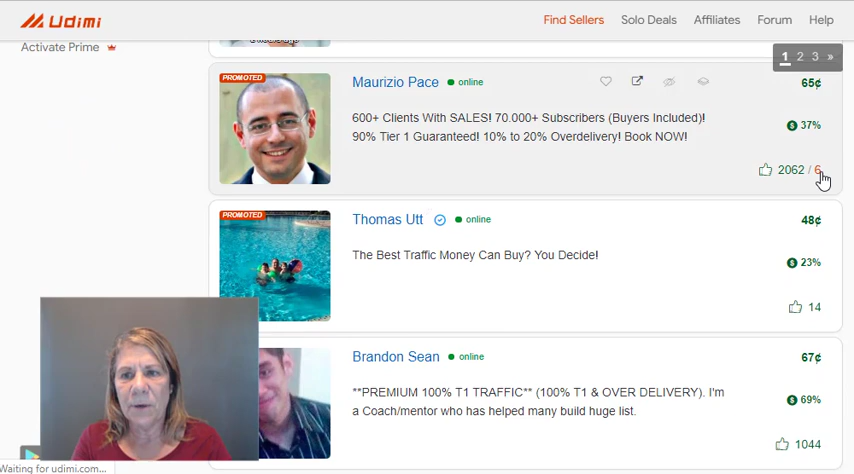 Udimi
Find Sellers
Solo Deals
Affiliates
Forum
Help
Activate Prime
1 2 3 »
PROMOTED
Maurizio Pace
online
65¢
600+ Clients With SALES! 70.000+ Subscribers (Buyers Included)!
90% Tier 1 Guaranteed! 10% to 20% Overdelivery! Book NOW!
37%
2062 / 6
PROMOTED
Thomas Utt
online
48¢
The Best Traffic Money Can Buy? You Decide!
23%
14
Brandon Sean
online
67¢
**PREMIUM 100% T1 TRAFFIC** (100% T1 & OVER DELIVERY). I'm
a Coach/mentor who has helped many build huge list.
69%
1044
Waiting for udimi.com...